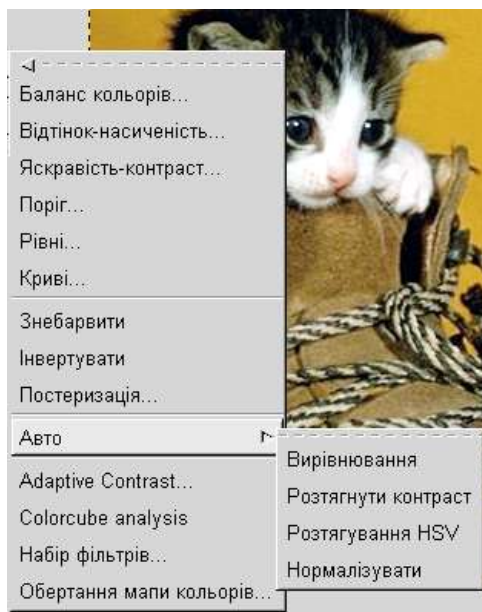 Баланс кольорів...
Відтінок-насиченість...
Яскравість-контраст...
Поріг...
Рівні...
Криві...
Знебарвити
Інвертувати
Постеризація...
Авто
Adaptive Contrast...
Colorcube analysis
Набір фільтрів...
Обертання мапи кольорів...
Вирівнювання
Розтягнути контраст
Розтягування HSV
Нормалізувати